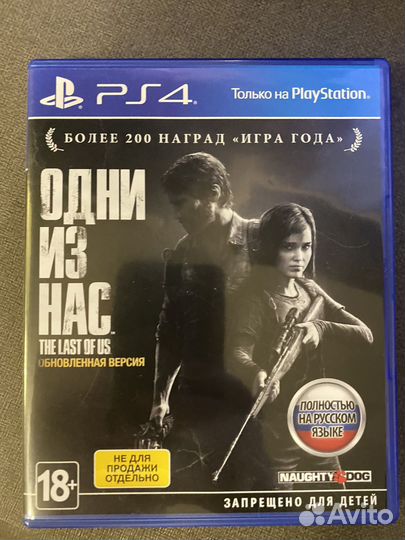 PS4
Только на PlayStation®
БОЛЕЕ 200 НАГРАД «ИГРА ГОДА»
ОДНИ
ИЗ
НАС™
THE LAST OF US
ОБНОВЛЕННАЯ ВЕРСИЯ
ПОЛНОСТЬЮ
НА РУССКОМ
ЯЗЫКЕ
НЕ ДЛЯ
ПРОДАЖИ
ОТДЕЛЬНО
18+
NAUGHTY DOG
ЗАПРЕЩЕНО ДЛЯ ДЕТЕЙ
Avito